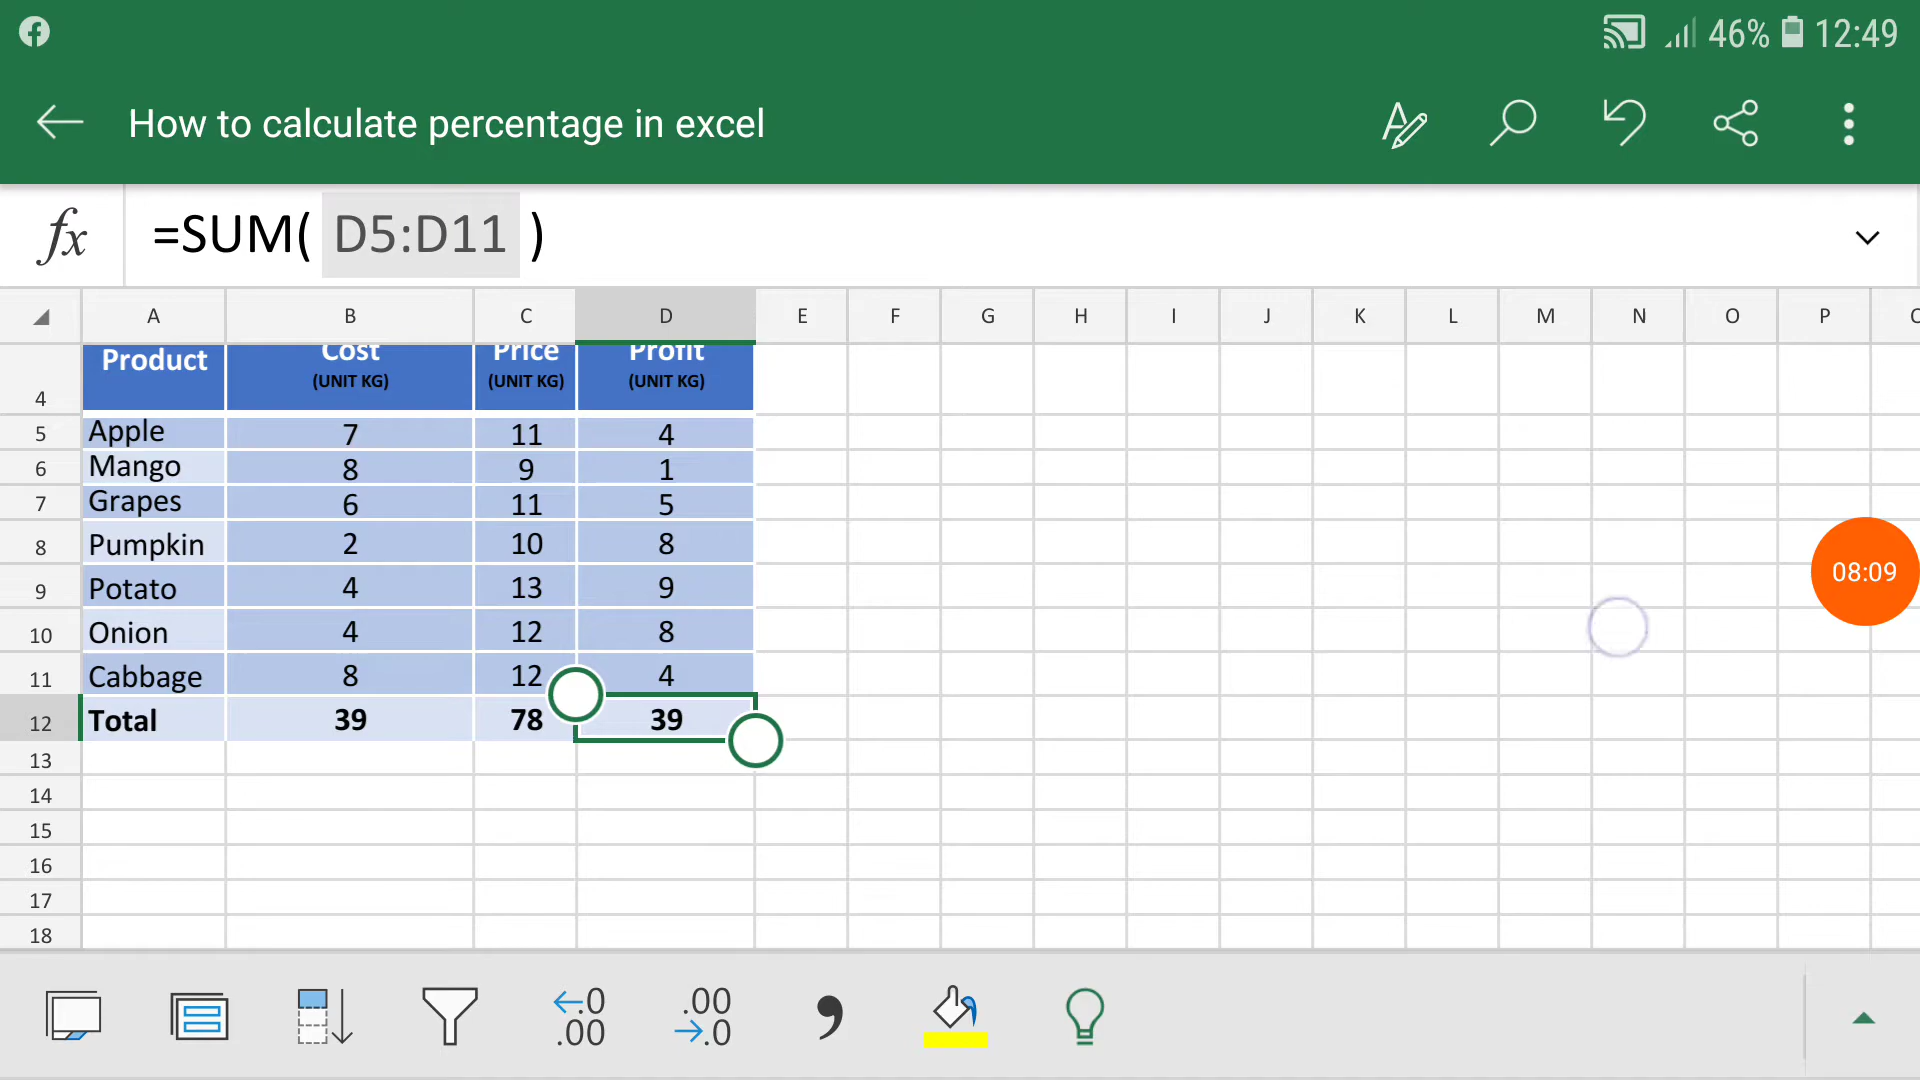 46% 12:49
How to calculate percentage in excel
fx =SUM( D5:D11 )
A B C D E F G H I J K L M N O P
4 Product Cost Price Profit
(UNIT KG) (UNIT KG) (UNIT KG)
5 Apple 7 11 4
6 Mango 8 9 1
7 Grapes 6 11 5
8 Pumpkin 2 10 8
08:09
9 Potato 4 13 9
10 Onion 4 12 8
11 Cabbage 8 12 4
12 Total 39 78 39
13
14
15
16
17
18
←.0 .00
.00 →.0